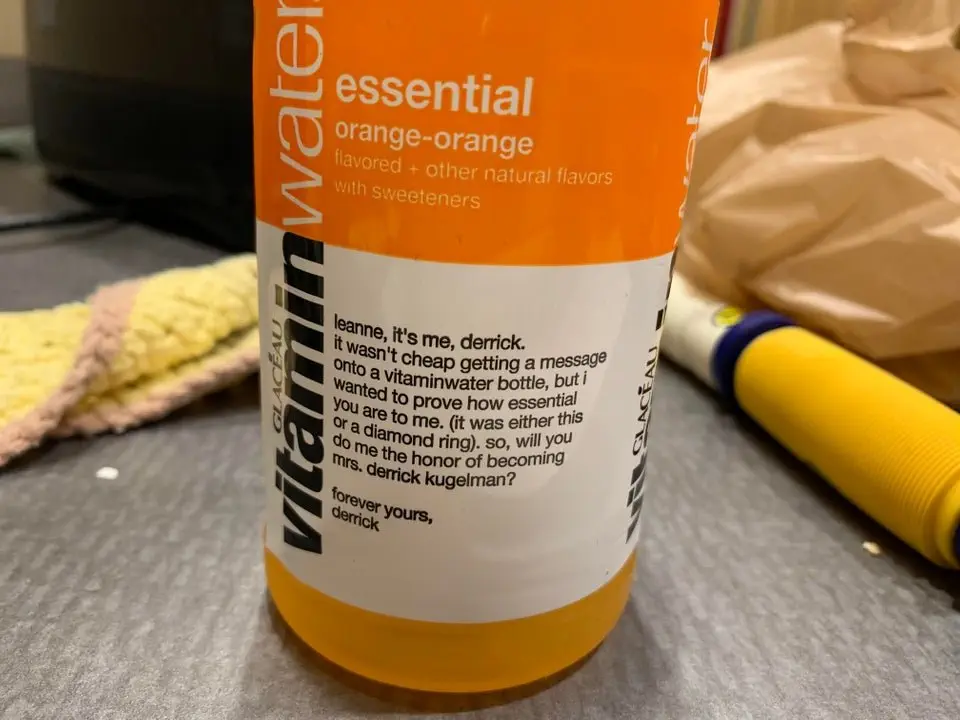 essential
orange-orange
flavored + other natural flavors
with sweeteners
vitaminwater
GLACÉAU
leanne, it's me, derrick.
it wasn't cheap getting a message
onto a vitaminwater bottle, but i
wanted to prove how essential
you are to me. (it was either this
or a diamond ring). so, will you
do me the honor of becoming
mrs. derrick kugelman?
forever yours,
derrick
GLACÉAU